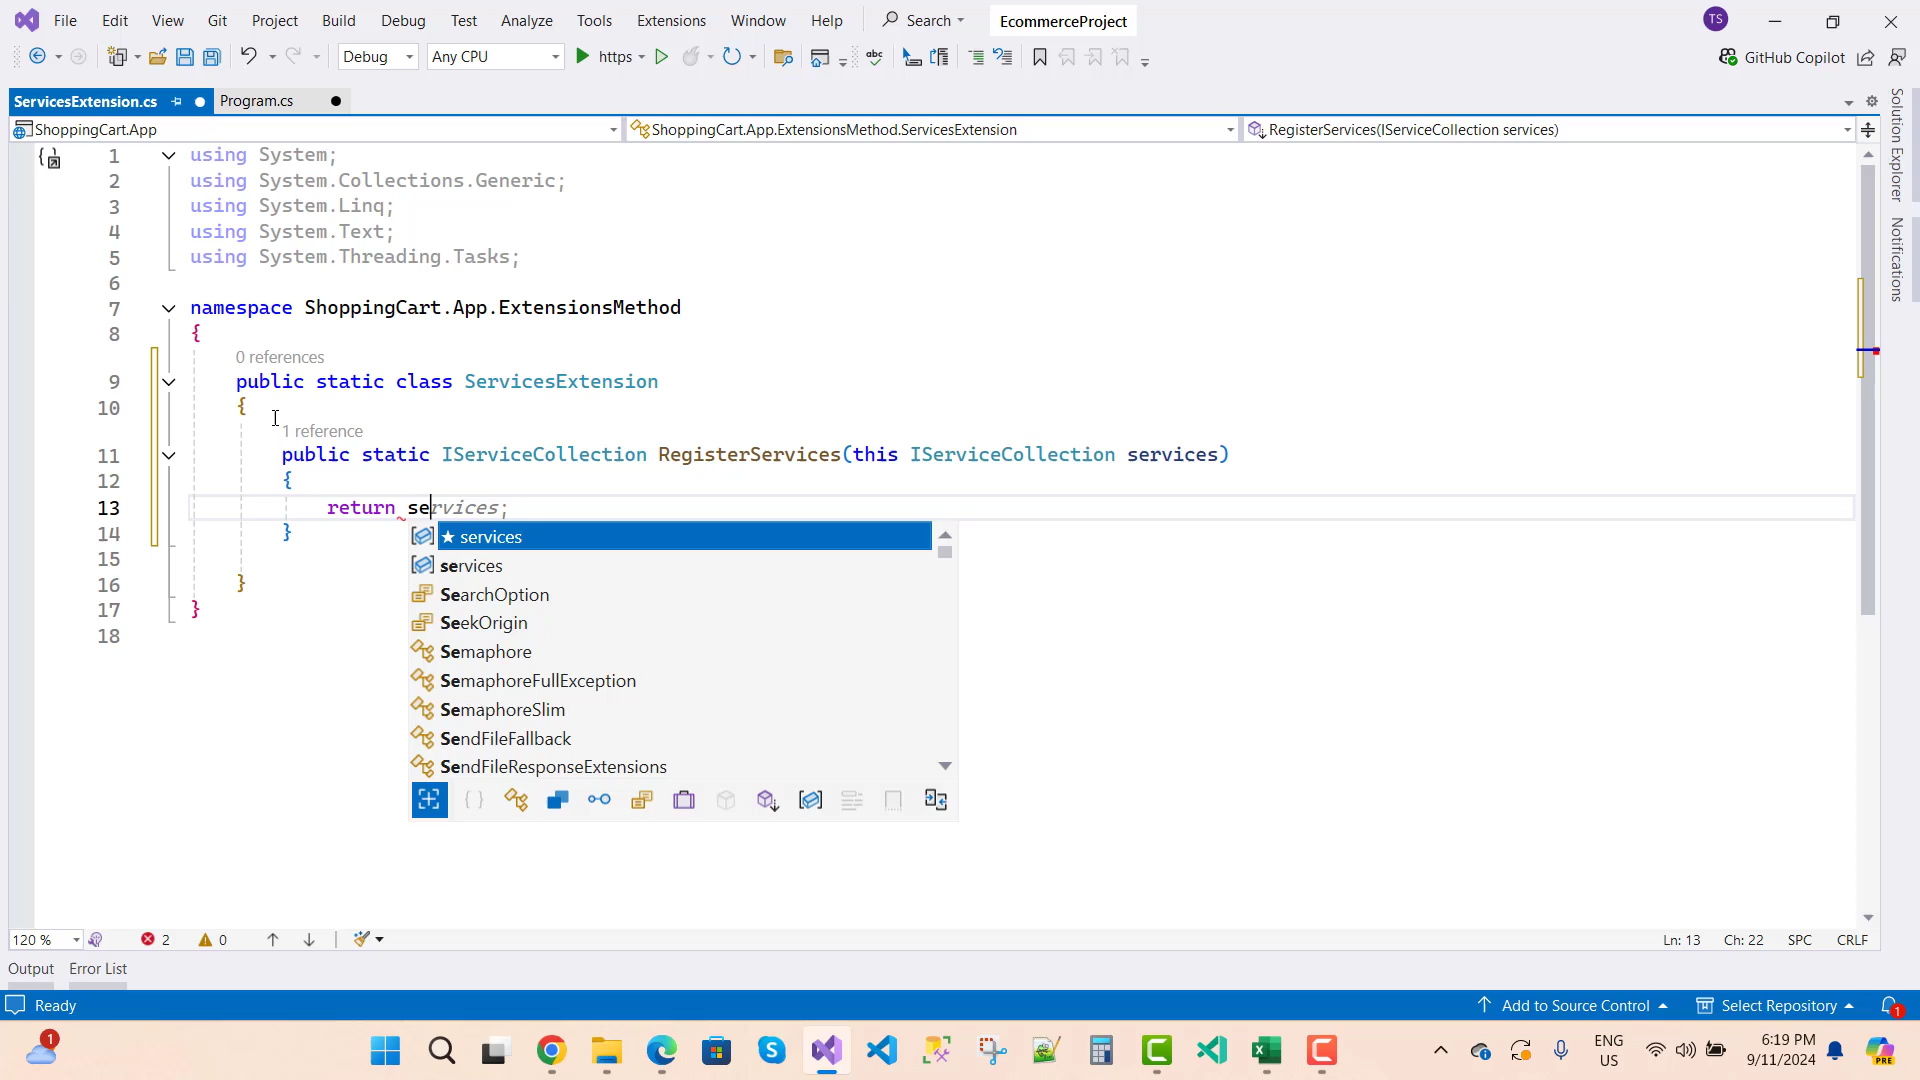 File Edit View Git Project Build Debug Test Analyze Tools Extensions Window Help Search EcommerceProject TS
Debug Any CPU https abc GitHub Copilot
ServicesExtension.cs Program.cs
ShoppingCart.App ShoppingCart.App.ExtensionsMethod.ServicesExtension RegisterServices(IServiceCollection services)
1 using System;
2 using System.Collections.Generic;
3 using System.Linq;
4 using System.Text;
5 using System.Threading.Tasks;
6
7 namespace ShoppingCart.App.ExtensionsMethod
8 {
0 references
9 public static class ServicesExtension
10 {
1 reference
11 public static IServiceCollection RegisterServices(this IServiceCollection services)
12 {
13 return services;
14 }
15
16 }
17 }
18
★ services
services
SearchOption
SeekOrigin
Semaphore
SemaphoreFullException
SemaphoreSlim
SendFileFallback
SendFileResponseExtensions
Solution Explorer
Notifications
120 % 2 0 Ln: 13 Ch: 22 SPC CRLF
Output Error List
Ready Add to Source Control Select Repository 1
1 ENG US 6:19 PM 9/11/2024 PRE